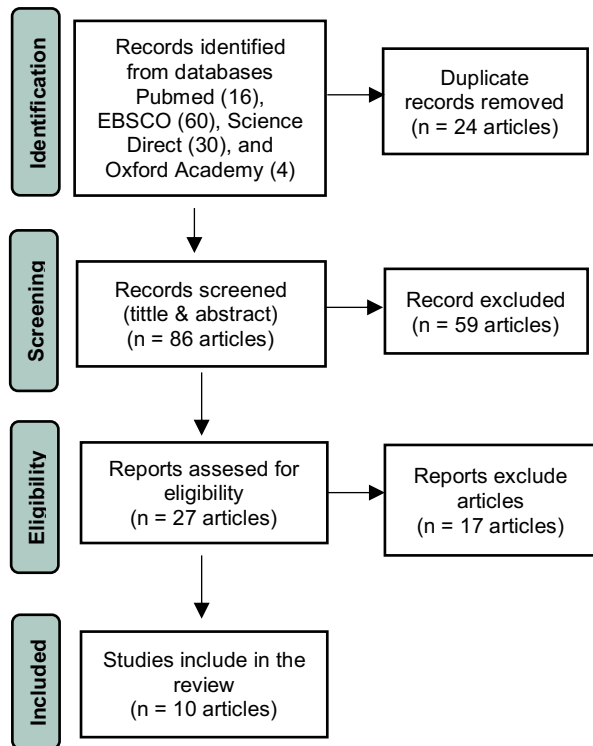 Identification
Records identified
from databases
Pubmed (16),
EBSCO (60), Science
Direct (30), and
Oxford Academy (4)
Duplicate
records removed
(n = 24 articles)
Screening
Records screened
(tittle & abstract)
(n = 86 articles)
Record excluded
(n = 59 articles)
Eligibility
Reports assesed for
eligibility
(n = 27 articles)
Reports exclude
articles
(n = 17 articles)
Included
Studies include in the
review
(n = 10 articles)